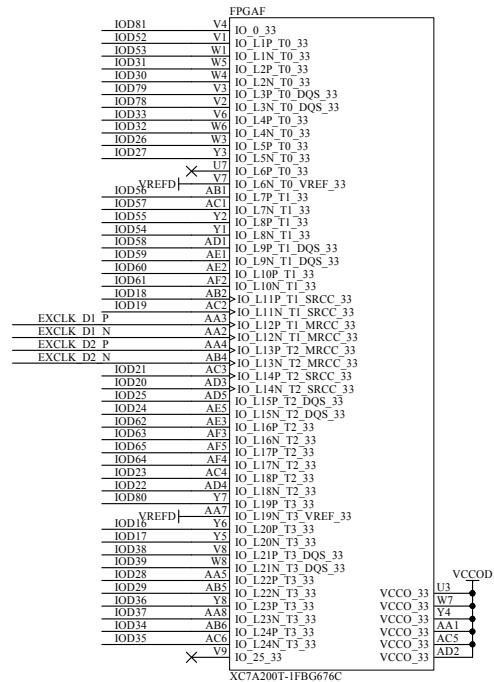 FPGAF
IOD81 V4 IO_0_33
IOD52 V1 IO_L1P_T0_33
IOD53 W1 IO_L1N_T0_33
IOD31 W5 IO_L2P_T0_33
IOD30 W4 IO_L2N_T0_33
IOD79 V3 IO_L3P_T0_DQS_33
IOD78 V2 IO_L3N_T0_DQS_33
IOD33 V6 IO_L4P_T0_33
IOD32 W6 IO_L4N_T0_33
IOD26 W3 IO_L5P_T0_33
IOD27 Y3 IO_L5N_T0_33
U7 IO_L6P_T0_33
VREFD V7 IO_L6N_T0_VREF_33
IOD56 AB1 IO_L7P_T1_33
IOD57 AC1 IO_L7N_T1_33
IOD55 Y2 IO_L8P_T1_33
IOD54 Y1 IO_L8N_T1_33
IOD58 AD1 IO_L9P_T1_DQS_33
IOD59 AE1 IO_L9N_T1_DQS_33
IOD60 AE2 IO_L10P_T1_33
IOD61 AF2 IO_L10N_T1_33
IOD18 AB2 IO_L11P_T1_SRCC_33
IOD19 AC2 IO_L11N_T1_SRCC_33
EXCLK_D1_P AA3 IO_L12P_T1_MRCC_33
EXCLK_D1_N AA2 IO_L12N_T1_MRCC_33
EXCLK_D2_P AA4 IO_L13P_T2_MRCC_33
EXCLK_D2_N AB4 IO_L13N_T2_MRCC_33
IOD21 AC3 IO_L14P_T2_SRCC_33
IOD20 AD3 IO_L14N_T2_SRCC_33
IOD25 AD5 IO_L15P_T2_DQS_33
IOD24 AE5 IO_L15N_T2_DQS_33
IOD62 AE3 IO_L16P_T2_33
IOD63 AF3 IO_L16N_T2_33
IOD65 AF5 IO_L17P_T2_33
IOD64 AF4 IO_L17N_T2_33
IOD23 AC4 IO_L18P_T2_33
IOD22 AD4 IO_L18N_T2_33
IOD80 Y7 IO_L19P_T3_33
VREFD AA7 IO_L19N_T3_VREF_33
IOD16 Y6 IO_L20P_T3_33
IOD17 Y5 IO_L20N_T3_33
IOD38 V8 IO_L21P_T3_DQS_33
IOD39 W8 IO_L21N_T3_DQS_33
IOD28 AA5 IO_L22P_T3_33
VCCOD
IOD29 AB5 IO_L22N_T3_33 VCCO_33 U3
IOD36 Y8 IO_L23P_T3_33 VCCO_33 W7
IOD37 AA8 IO_L23N_T3_33 VCCO_33 Y4
IOD34 AB6 IO_L24P_T3_33 VCCO_33 AA1
IOD35 AC6 IO_L24N_T3_33 VCCO_33 AC5
V9 IO_25_33 VCCO_33 AD2
XC7A200T-1FBG676C